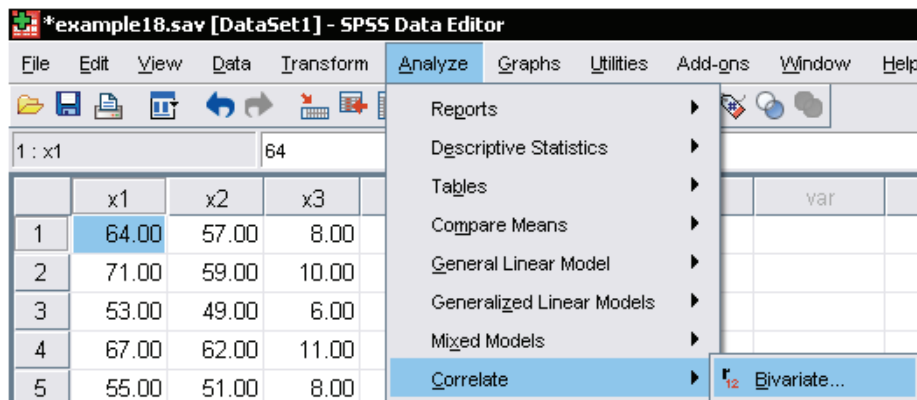 *example18.sav [DataSet1] - SPSS Data Editor
File Edit View Data Transform Analyze Graphs Utilities Add-ons Window Help
1 : x1 64
x1 x2 x3 var
1 64.00 57.00 8.00
2 71.00 59.00 10.00
3 53.00 49.00 6.00
4 67.00 62.00 11.00
5 55.00 51.00 8.00
Reports
Descriptive Statistics
Tables
Compare Means
General Linear Model
Generalized Linear Models
Mixed Models
Correlate
r12 Bivariate...